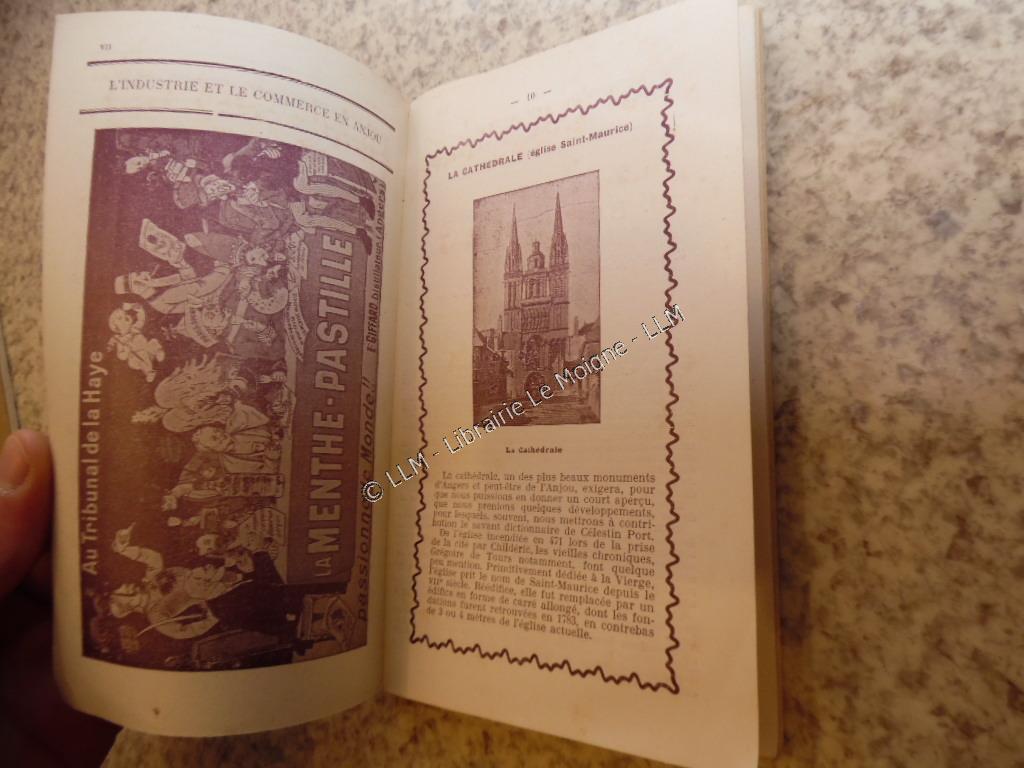 VII
L'INDUSTRIE ET LE COMMERCE EN ANJOU
Au Tribunal de la Haye
LA MENTHE-PASTILLE
E. GIFFARD Distillateur (ANGERS)
passionne le Monde!!
— 10 —
LA CATHEDRALE (église Saint-Maurice)
La Cathédrale
La cathédrale, un des plus beaux monuments
d'Angers et peut-être de l'Anjou, exigera, pour
que nous puissions en donner un court aperçu,
que nous prenions quelques développements,
pour lesquels, souvent, nous mettrons à contri-
bution le savant dictionnaire de Célestin Port.
De l'église incendiée en 471 lors de la prise
de la cité par Childéric, les vieilles chroniques,
Grégoire de Tours notamment, font quelque
peu mention. Primitivement dédiée à la Vierge,
l'église prit le nom de Saint-Maurice depuis le
VIIe siècle. Réédifiée, elle fut remplacée par un
édifice en forme de carré allongé, dont les fon-
dations furent retrouvées en 1783, en contrebas
de 3 ou 4 mètres de l'église actuelle.
© LLM - Librairie Le Moigne - LLM